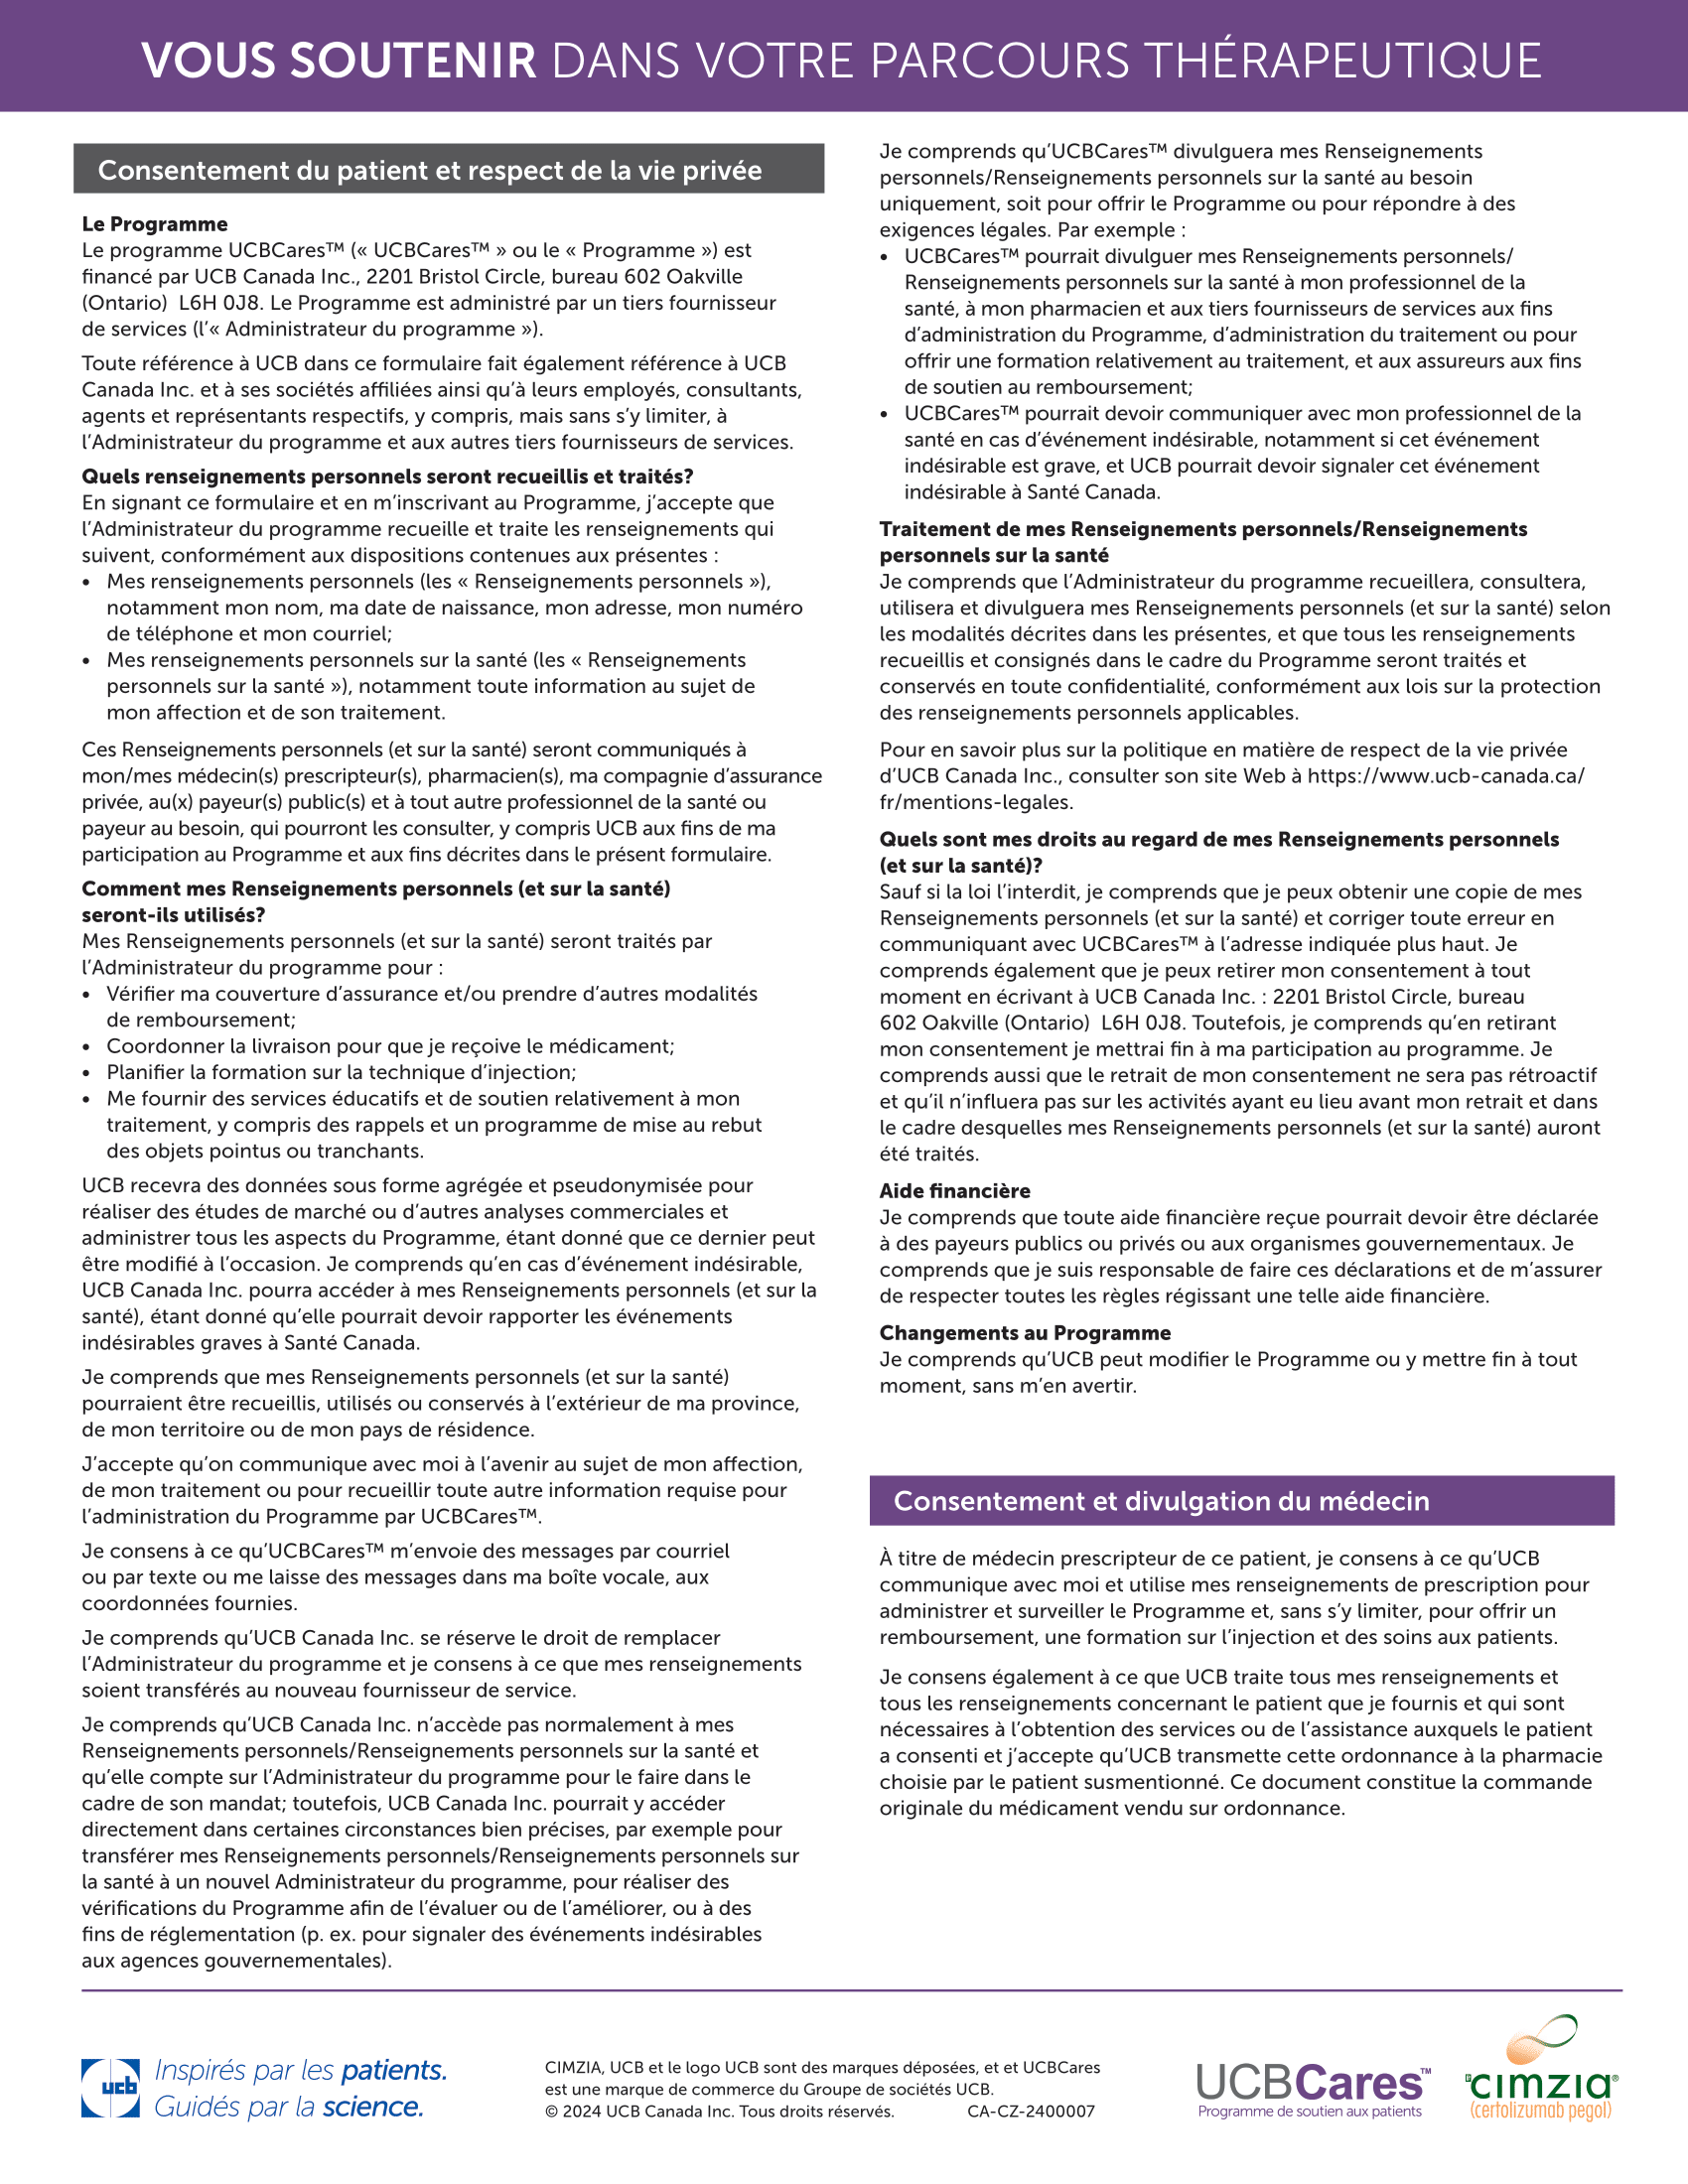 VOUS SOUTENIR DANS VOTRE PARCOURS THÉRAPEUTIQUE
Consentement du patient et respect de la vie privée
Le Programme
Le programme UCBCares™ (« UCBCares™ » ou le « Programme ») est
financé par UCB Canada Inc., 2201 Bristol Circle, bureau 602 Oakville
(Ontario)  L6H 0J8. Le Programme est administré par un tiers fournisseur
de services (l’« Administrateur du programme »).
Toute référence à UCB dans ce formulaire fait également référence à UCB
Canada Inc. et à ses sociétés affiliées ainsi qu’à leurs employés, consultants,
agents et représentants respectifs, y compris, mais sans s’y limiter, à
l’Administrateur du programme et aux autres tiers fournisseurs de services.
Quels renseignements personnels seront recueillis et traités?
En signant ce formulaire et en m’inscrivant au Programme, j’accepte que
l’Administrateur du programme recueille et traite les renseignements qui
suivent, conformément aux dispositions contenues aux présentes :
• Mes renseignements personnels (les « Renseignements personnels »),
notamment mon nom, ma date de naissance, mon adresse, mon numéro
de téléphone et mon courriel;
• Mes renseignements personnels sur la santé (les « Renseignements
personnels sur la santé »), notamment toute information au sujet de
mon affection et de son traitement.
Ces Renseignements personnels (et sur la santé) seront communiqués à
mon/mes médecin(s) prescripteur(s), pharmacien(s), ma compagnie d’assurance
privée, au(x) payeur(s) public(s) et à tout autre professionnel de la santé ou
payeur au besoin, qui pourront les consulter, y compris UCB aux fins de ma
participation au Programme et aux fins décrites dans le présent formulaire.
Comment mes Renseignements personnels (et sur la santé)
seront-ils utilisés?
Mes Renseignements personnels (et sur la santé) seront traités par
l’Administrateur du programme pour :
• Vérifier ma couverture d’assurance et/ou prendre d’autres modalités
de remboursement;
• Coordonner la livraison pour que je reçoive le médicament;
• Planifier la formation sur la technique d’injection;
• Me fournir des services éducatifs et de soutien relativement à mon
traitement, y compris des rappels et un programme de mise au rebut
des objets pointus ou tranchants.
UCB recevra des données sous forme agrégée et pseudonymisée pour
réaliser des études de marché ou d’autres analyses commerciales et
administrer tous les aspects du Programme, étant donné que ce dernier peut
être modifié à l’occasion. Je comprends qu’en cas d’événement indésirable,
UCB Canada Inc. pourra accéder à mes Renseignements personnels (et sur la
santé), étant donné qu’elle pourrait devoir rapporter les événements
indésirables graves à Santé Canada.
Je comprends que mes Renseignements personnels (et sur la santé)
pourraient être recueillis, utilisés ou conservés à l’extérieur de ma province,
de mon territoire ou de mon pays de résidence.
J’accepte qu’on communique avec moi à l’avenir au sujet de mon affection,
de mon traitement ou pour recueillir toute autre information requise pour
l’administration du Programme par UCBCares™.
Je consens à ce qu’UCBCares™ m’envoie des messages par courriel
ou par texte ou me laisse des messages dans ma boîte vocale, aux
coordonnées fournies.
Je comprends qu’UCB Canada Inc. se réserve le droit de remplacer
l’Administrateur du programme et je consens à ce que mes renseignements
soient transférés au nouveau fournisseur de service.
Je comprends qu’UCB Canada Inc. n’accède pas normalement à mes
Renseignements personnels/Renseignements personnels sur la santé et
qu’elle compte sur l’Administrateur du programme pour le faire dans le
cadre de son mandat; toutefois, UCB Canada Inc. pourrait y accéder
directement dans certaines circonstances bien précises, par exemple pour
transférer mes Renseignements personnels/Renseignements personnels sur
la santé à un nouvel Administrateur du programme, pour réaliser des
vérifications du Programme afin de l’évaluer ou de l’améliorer, ou à des
fins de réglementation (p. ex. pour signaler des événements indésirables
aux agences gouvernementales).
Je comprends qu’UCBCares™ divulguera mes Renseignements
personnels/Renseignements personnels sur la santé au besoin
uniquement, soit pour offrir le Programme ou pour répondre à des
exigences légales. Par exemple :
• UCBCares™ pourrait divulguer mes Renseignements personnels/
Renseignements personnels sur la santé à mon professionnel de la
santé, à mon pharmacien et aux tiers fournisseurs de services aux fins
d’administration du Programme, d’administration du traitement ou pour
offrir une formation relativement au traitement, et aux assureurs aux fins
de soutien au remboursement;
• UCBCares™ pourrait devoir communiquer avec mon professionnel de la
santé en cas d’événement indésirable, notamment si cet événement
indésirable est grave, et UCB pourrait devoir signaler cet événement
indésirable à Santé Canada.
Traitement de mes Renseignements personnels/Renseignements
personnels sur la santé
Je comprends que l’Administrateur du programme recueillera, consultera,
utilisera et divulguera mes Renseignements personnels (et sur la santé) selon
les modalités décrites dans les présentes, et que tous les renseignements
recueillis et consignés dans le cadre du Programme seront traités et
conservés en toute confidentialité, conformément aux lois sur la protection
des renseignements personnels applicables.
Pour en savoir plus sur la politique en matière de respect de la vie privée
d’UCB Canada Inc., consulter son site Web à https://www.ucb-canada.ca/
fr/mentions-legales.
Quels sont mes droits au regard de mes Renseignements personnels
(et sur la santé)?
Sauf si la loi l’interdit, je comprends que je peux obtenir une copie de mes
Renseignements personnels (et sur la santé) et corriger toute erreur en
communiquant avec UCBCares™ à l’adresse indiquée plus haut. Je
comprends également que je peux retirer mon consentement à tout
moment en écrivant à UCB Canada Inc. : 2201 Bristol Circle, bureau
602 Oakville (Ontario)  L6H 0J8. Toutefois, je comprends qu’en retirant
mon consentement je mettrai fin à ma participation au programme. Je
comprends aussi que le retrait de mon consentement ne sera pas rétroactif
et qu’il n’influera pas sur les activités ayant eu lieu avant mon retrait et dans
le cadre desquelles mes Renseignements personnels (et sur la santé) auront
été traités.
Aide financière
Je comprends que toute aide financière reçue pourrait devoir être déclarée
à des payeurs publics ou privés ou aux organismes gouvernementaux. Je
comprends que je suis responsable de faire ces déclarations et de m’assurer
de respecter toutes les règles régissant une telle aide financière.
Changements au Programme
Je comprends qu’UCB peut modifier le Programme ou y mettre fin à tout
moment, sans m’en avertir.
Consentement et divulgation du médecin
À titre de médecin prescripteur de ce patient, je consens à ce qu’UCB
communique avec moi et utilise mes renseignements de prescription pour
administrer et surveiller le Programme et, sans s’y limiter, pour offrir un
remboursement, une formation sur l’injection et des soins aux patients.
Je consens également à ce que UCB traite tous mes renseignements et
tous les renseignements concernant le patient que je fournis et qui sont
nécessaires à l’obtention des services ou de l’assistance auxquels le patient
a consenti et j’accepte qu’UCB transmette cette ordonnance à la pharmacie
choisie par le patient susmentionné. Ce document constitue la commande
originale du médicament vendu sur ordonnance.
ucb
Inspirés par les patients.
Guidés par la science.
CIMZIA, UCB et le logo UCB sont des marques déposées, et et UCBCares
est une marque de commerce du Groupe de sociétés UCB.
© 2024 UCB Canada Inc. Tous droits réservés. CA-CZ-2400007
UCBCares™
Programme de soutien aux patients
Pr cimzia®
(certolizumab pegol)